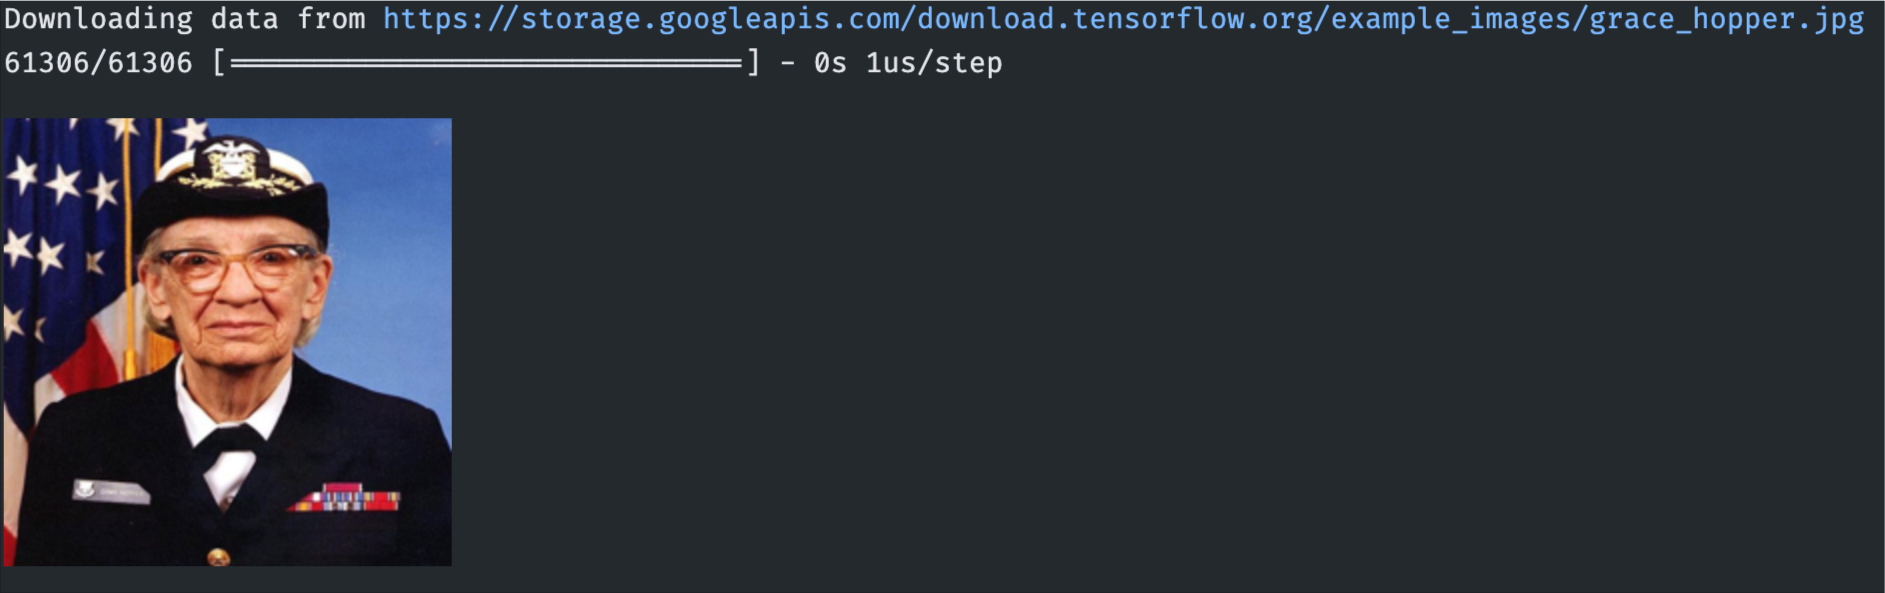 Downloading data from https://storage.googleapis.com/download.tensorflow.org/example_images/grace_hopper.jpg
61306/61306 [==============================] - 0s 1us/step